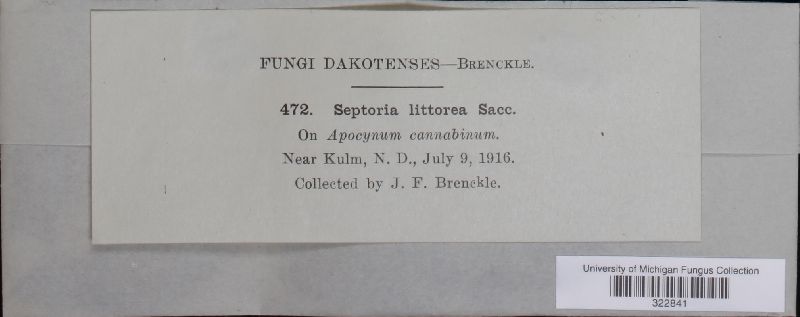 FUNGI DAKOTENSES—BRENCKLE.
472. Septoria littorea Sacc.
On Apocynum cannabinum.
Near Kulm, N. D., July 9, 1916.
Collected by J. F. Brenckle.
University of Michigan Fungus Collection
322841